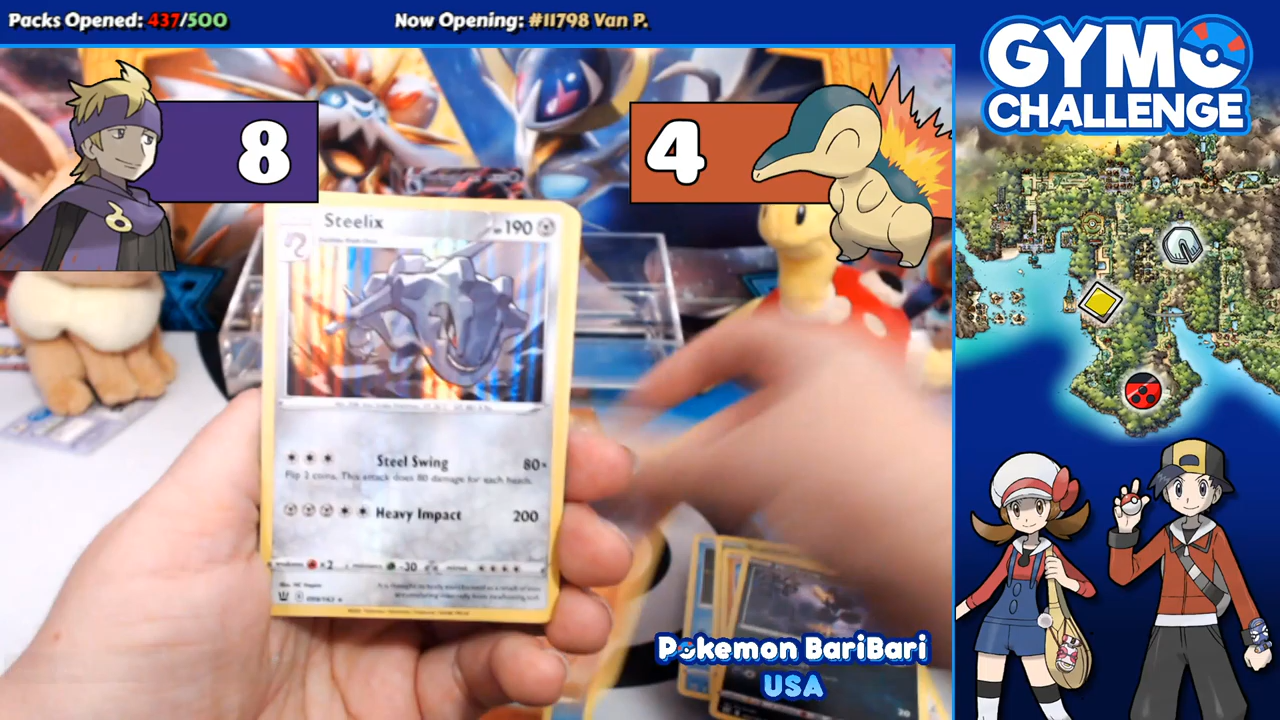 Packs Opened: 437/500
Now Opening: #11798 Van P.
GYM
CHALLENGE
8
4
Steelix
190
Steel Swing 80×
Flip 2 coins. This attack does 80 damage for each heads.
Heavy Impact 200
×2
-30
20
Pokemon BariBari
USA